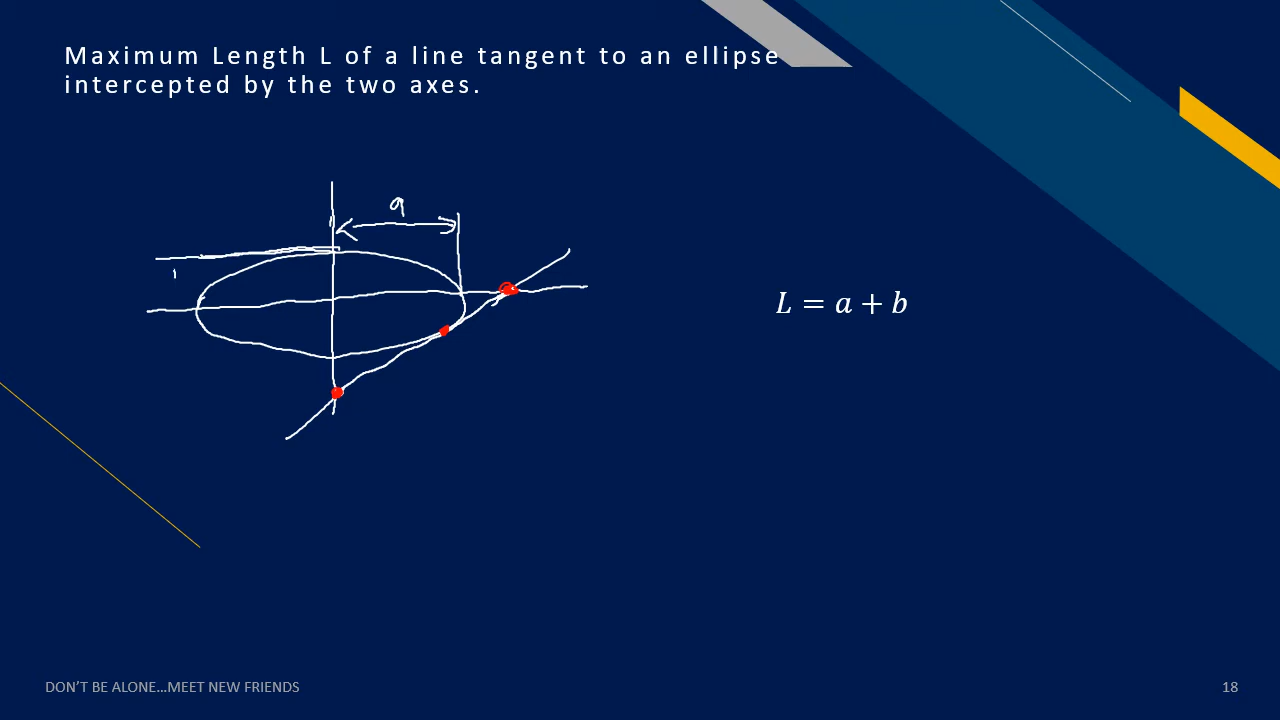 Maximum Length L of a line tangent to an ellipse
intercepted by the two axes.
a
L = a + b
DON'T BE ALONE...MEET NEW FRIENDS
18